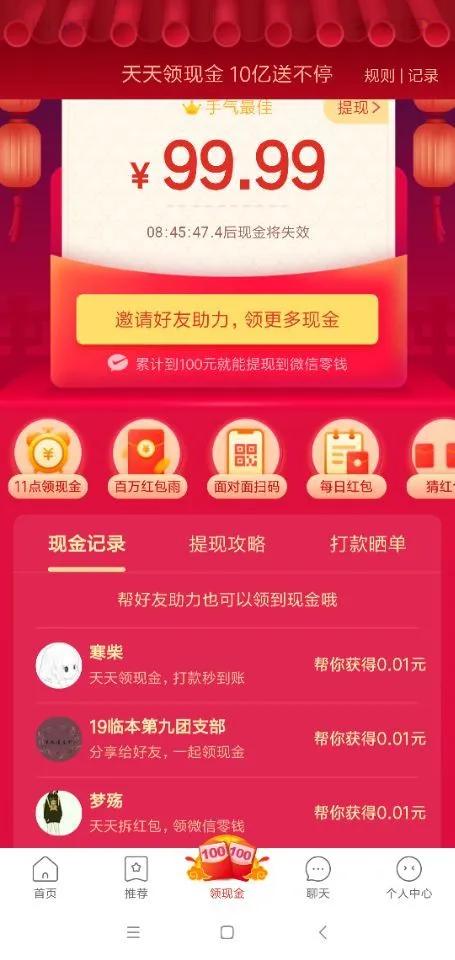 天天领现金 10亿送不停
规则 | 记录
手气最佳
提现>
¥ 99.99
08:45:47.4后现金将失效
邀请好友助力，领更多现金
累计到100元就能提现到微信零钱
11点领现金
百万红包雨
面对面扫码
每日红包
猜红
现金记录
提现攻略
打款晒单
帮好友助力也可以领到现金哦
寒柴
天天领现金，打款秒到账
帮你获得0.01元
19临本第九团支部
分享给好友，一起领现金
帮你获得0.01元
梦殇
天天拆红包，领微信零钱
帮你获得0.01元
100 100
首页
推荐
领现金
聊天
个人中心